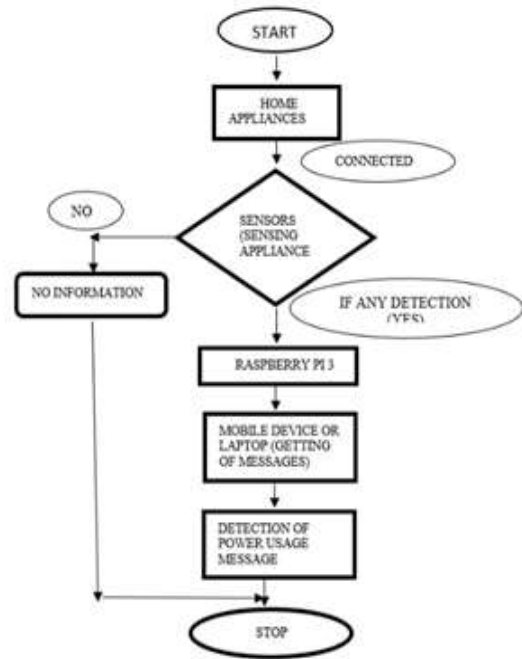 START
HOME
APPLIANCES
CONNECTED
NO
SENSORS
(SENSING
APPLIANCE
NO INFORMATION
IF ANY DETECTION
(YES)
RASPBERRY PI 3
MOBILE DEVICE OR
LAPTOP (GETTING
OF MESSAGES)
DETECTION OF
POWER USAGE
MESSAGE
STOP